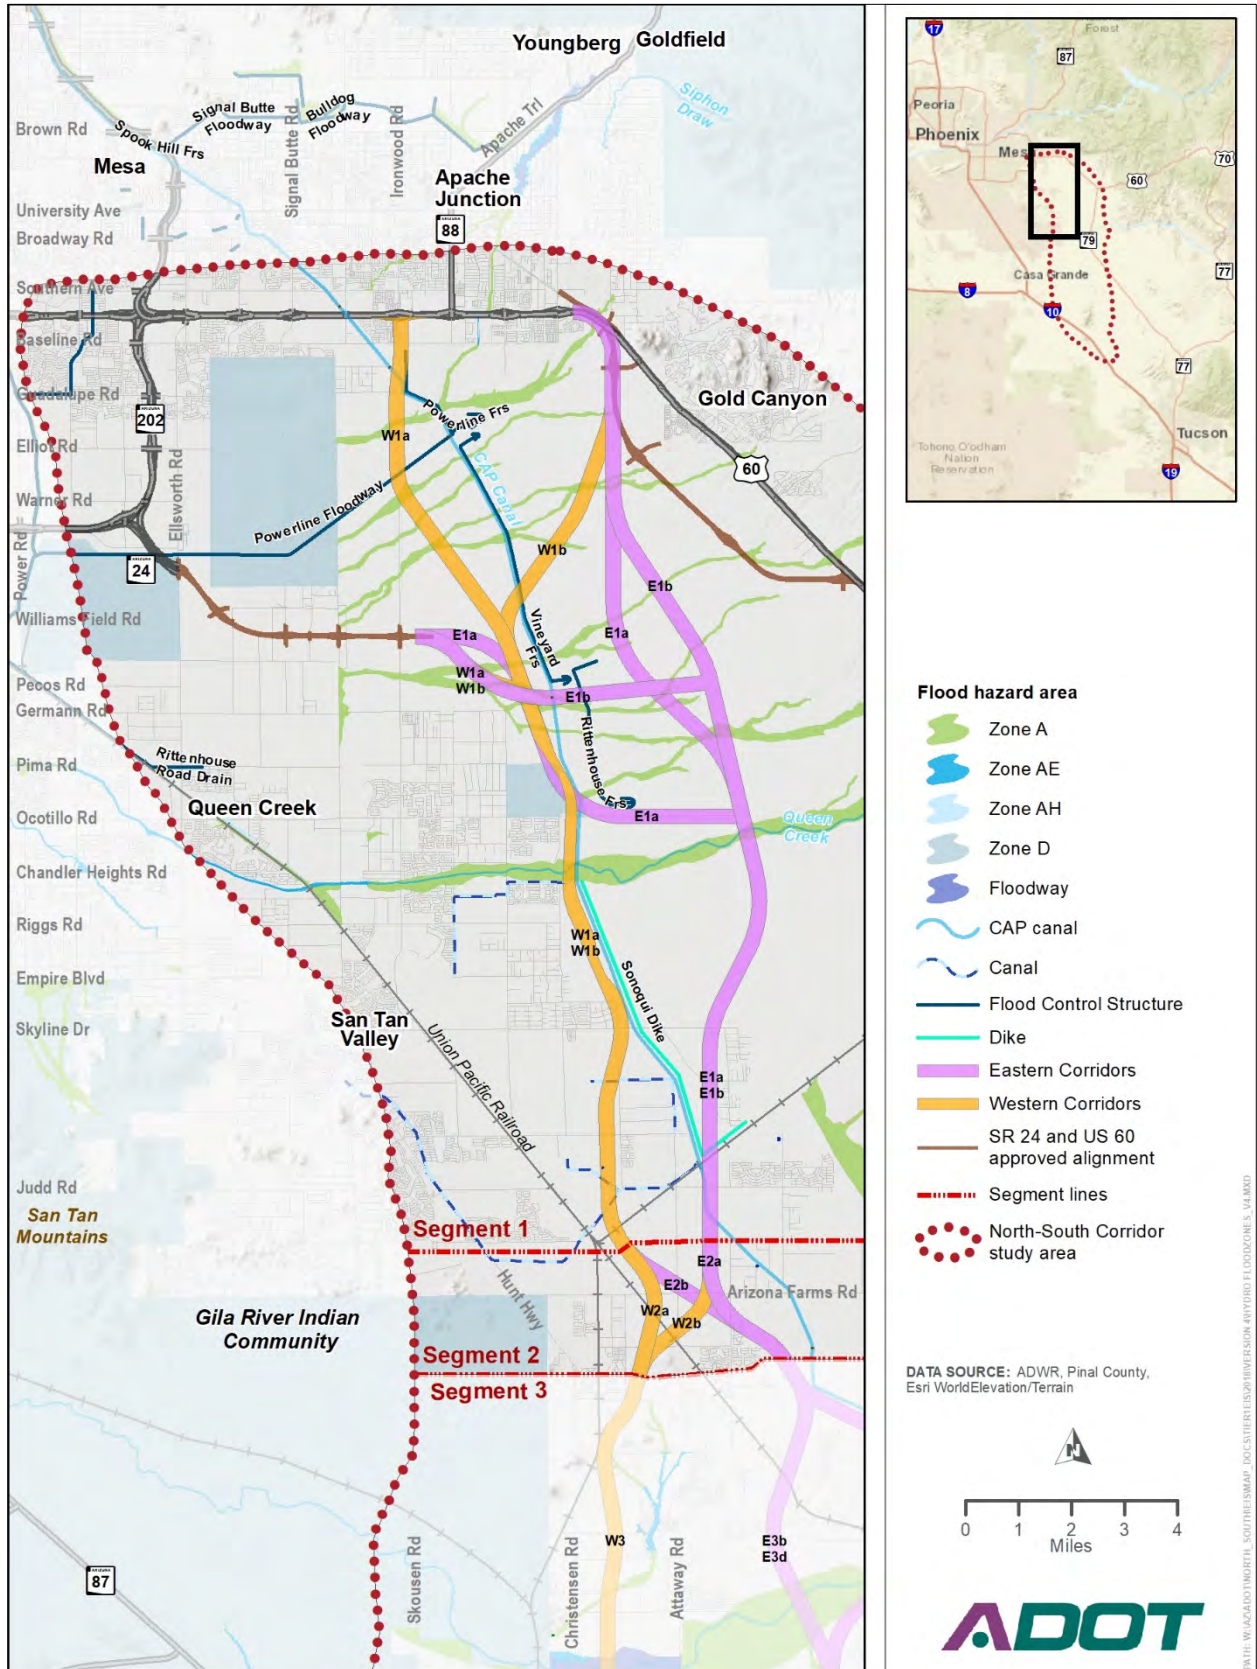 Youngberg
Goldfield
Siphon
Draw
Signal Butte
Floodway
Bulldog
Floodway
Signal Butte Rd
Ironwood Rd
Apache Trl
Brown Rd
Spook Hill Frs
Mesa
Apache
Junction
University Ave
Broadway Rd
ARIZONA
88
Southern Ave
Baseline Rd
Guadalupe Rd
Gold Canyon
Powerline Frs
ARIZONA
202
W1a
Elliot Rd
Ellsworth Rd
CAP Canal
60
Warner Rd
Powerline Floodway
Power Rd
W1b
ARIZONA
24
E1b
Williams Field Rd
Vineyard
Frs
E1a
E1a
W1a
W1b
Pecos Rd
E1b
Germann Rd
Rittenhouse
Road Drain
Rittenhouse Frs
Pima Rd
Queen Creek
E1a
Queen
Creek
Ocotillo Rd
Chandler Heights Rd
Riggs Rd
W1a
W1b
Empire Blvd
Sonoqui Dike
Skyline Dr
San Tan
Valley
Union Pacific Railroad
E1a
E1b
Judd Rd
San Tan
Mountains
Segment 1
E2a
Hunt Hwy
E2b
Arizona Farms Rd
Gila River Indian
Community
W2a
W2b
Segment 2
Segment 3
W3
E3b
E3d
ARIZONA
87
Skousen Rd
Christensen Rd
Attaway Rd
17
Forest
87
Peoria
Phoenix
Mesa
70
60
79
Casa Grande
77
8
10
77
Tucson
Tohono O'odham
Nation
Reservation
19
Flood hazard area
Zone A
Zone AE
Zone AH
Zone D
Floodway
CAP canal
Canal
Flood Control Structure
Dike
Eastern Corridors
Western Corridors
SR 24 and US 60
approved alignment
Segment lines
North-South Corridor
study area
DATA SOURCE: ADWR, Pinal County,
Esri WorldElevation/Terrain
N
0 1 2 3 4
Miles
ADOT